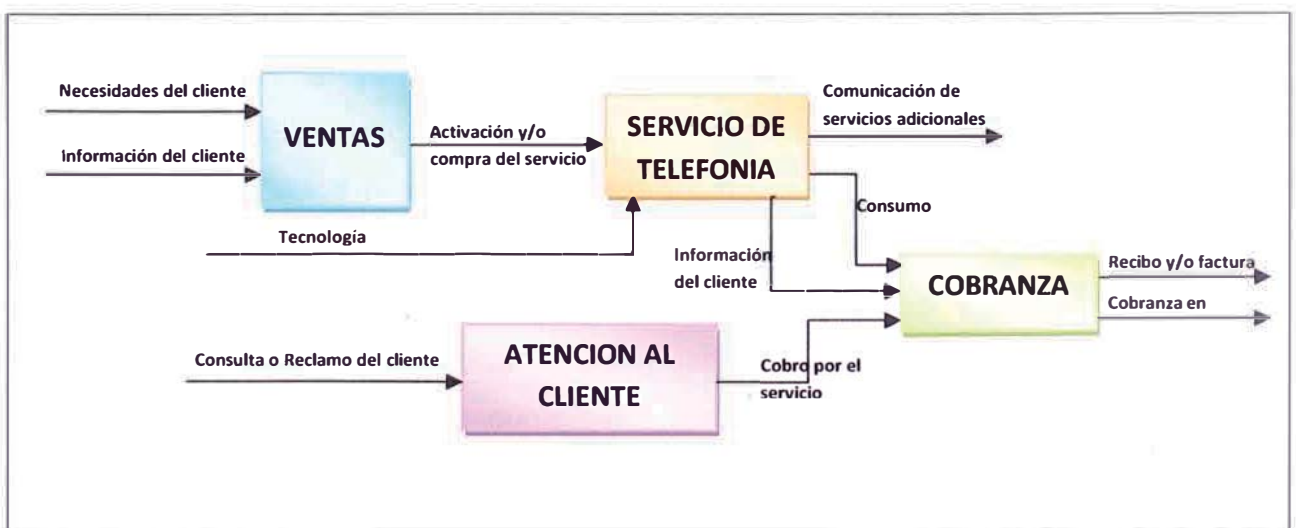 Necesidades del cliente
Información del cliente
VENTAS
Activación y/o
compra del servicio
SERVICIO DE
TELEFONIA
Comunicación de
servicios adicionales
Consumo
Tecnología
Información
del cliente
COBRANZA
Recibo y/o factura
Cobranza en
Consulta o Reclamo del cliente
ATENCION AL
CLIENTE
Cobro por el
servicio